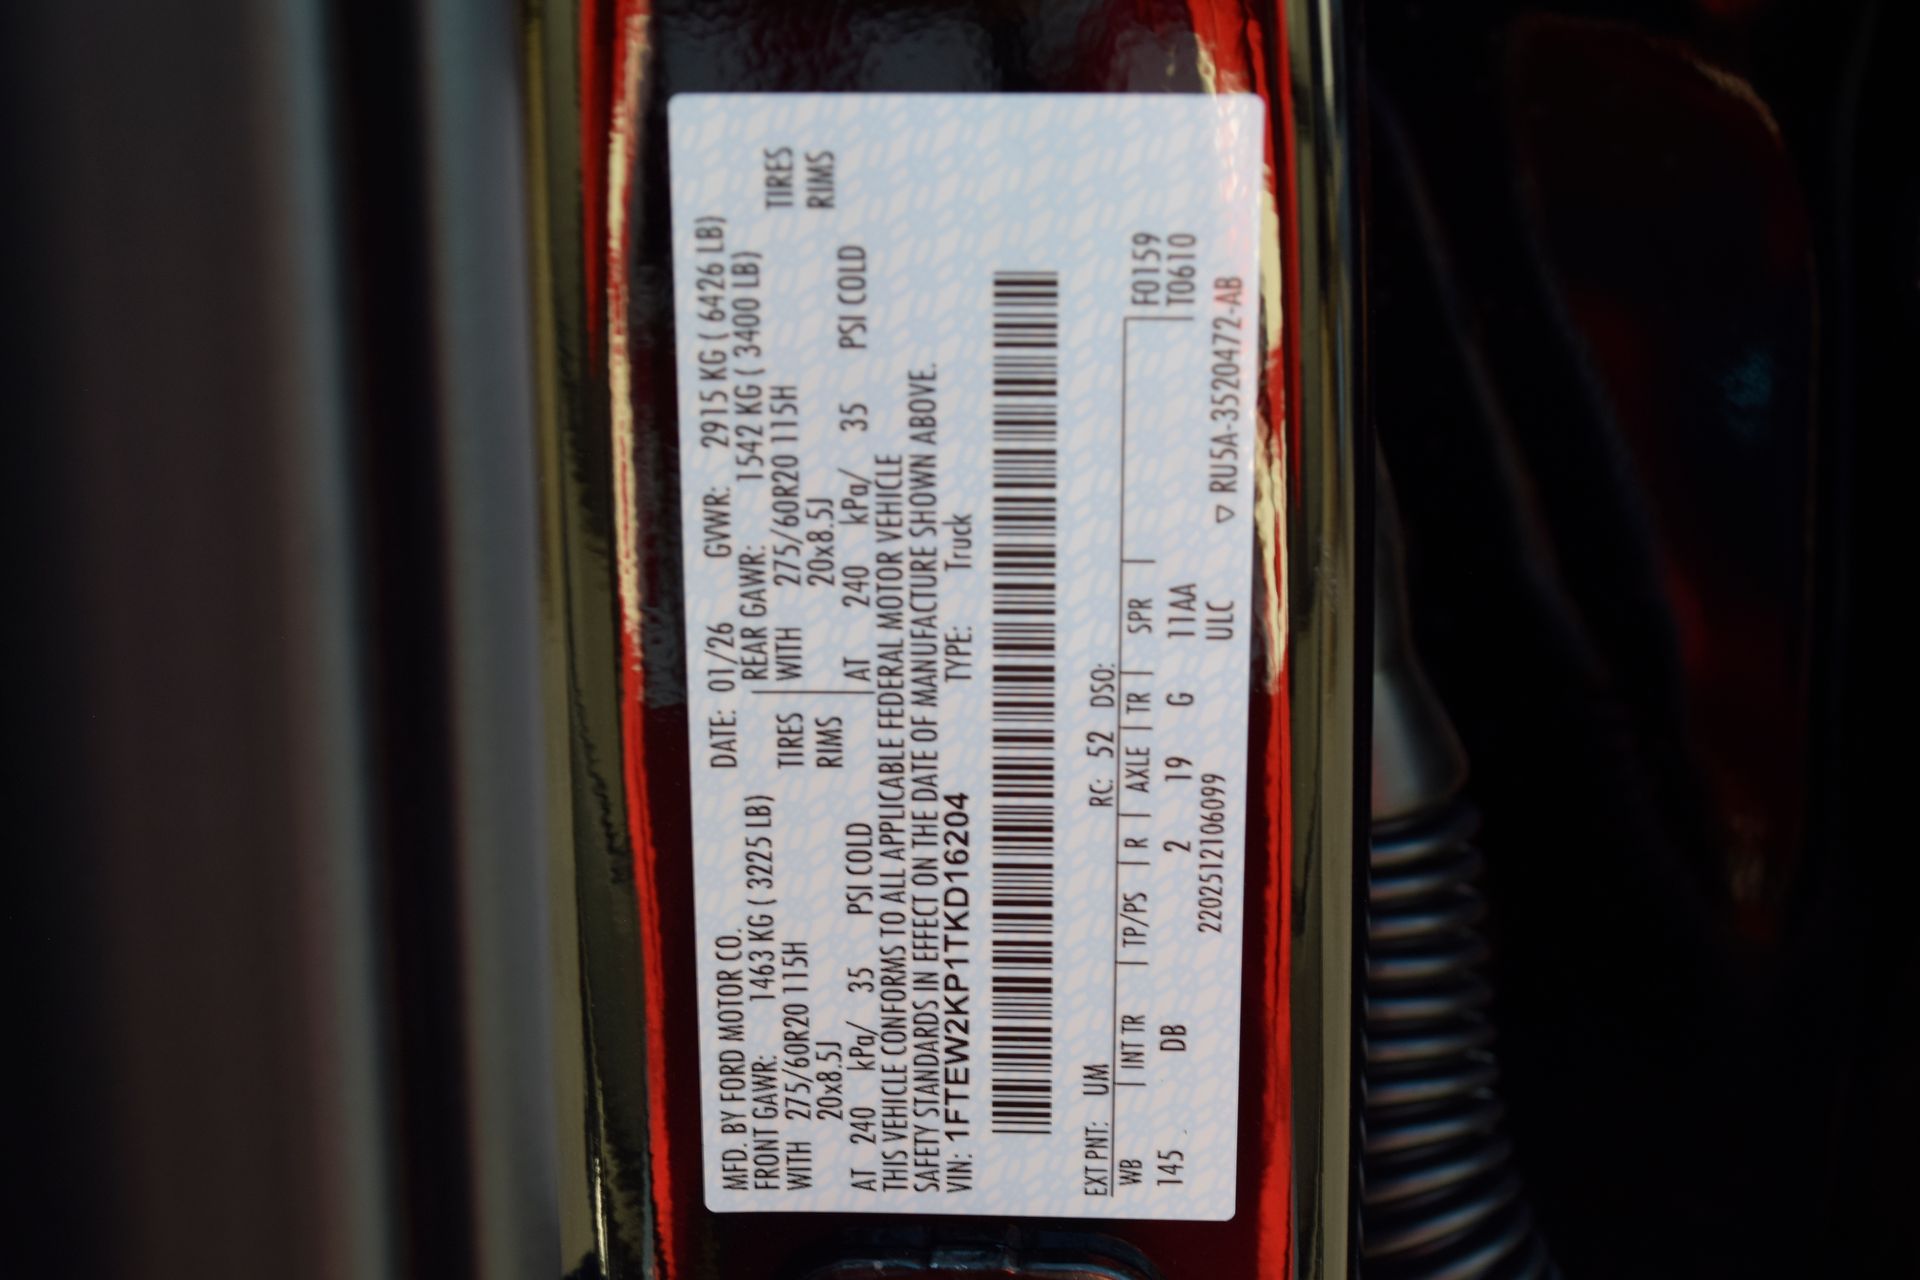 MFD. BY FORD MOTOR CO. DATE: 01/26 GVWR: 2915 KG ( 6426 LB)
FRONT GAWR: 1463 KG ( 3225 LB) REAR GAWR: 1542 KG ( 3400 LB)
WITH 275/60R20 115H TIRES WITH 275/60R20 115H TIRES
20x8.5J RIMS 20x8.5J RIMS
AT 240 kPa/ 35 PSI COLD AT 240 kPa/ 35 PSI COLD
THIS VEHICLE CONFORMS TO ALL APPLICABLE FEDERAL MOTOR VEHICLE
SAFETY STANDARDS IN EFFECT ON THE DATE OF MANUFACTURE SHOWN ABOVE.
VIN: 1FTEW2KP1TKD16204 TYPE: Truck
EXT PNT: UM RC: 52 DSO:
WB INT TR TP/PS R AXLE TR SPR F0159
145 DB 2 19 G 11AA T0610
2202512106099 ULC ▽ RU5A-3520472-AB